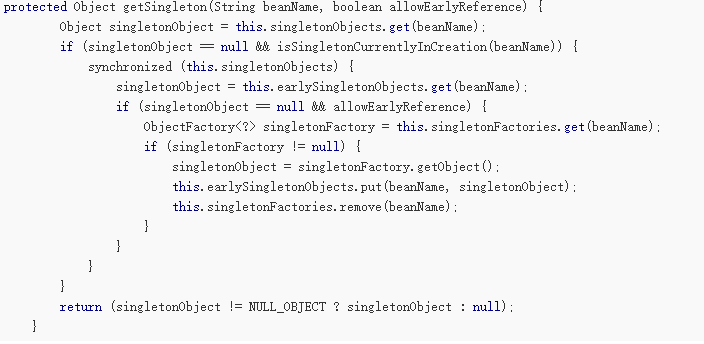 protected Object getSingleton(String beanName, boolean allowEarlyReference) {
        Object singletonObject = this.singletonObjects.get(beanName);
        if (singletonObject == null && isSingletonCurrentlyInCreation(beanName)) {
            synchronized (this.singletonObjects) {
                singletonObject = this.earlySingletonObjects.get(beanName);
                if (singletonObject == null && allowEarlyReference) {
                    ObjectFactory<?> singletonFactory = this.singletonFactories.get(beanName);
                    if (singletonFactory != null) {
                        singletonObject = singletonFactory.getObject();
                        this.earlySingletonObjects.put(beanName, singletonObject);
                        this.singletonFactories.remove(beanName);
                    }
                }
            }
        }
        return (singletonObject != NULL_OBJECT ? singletonObject : null);
    }